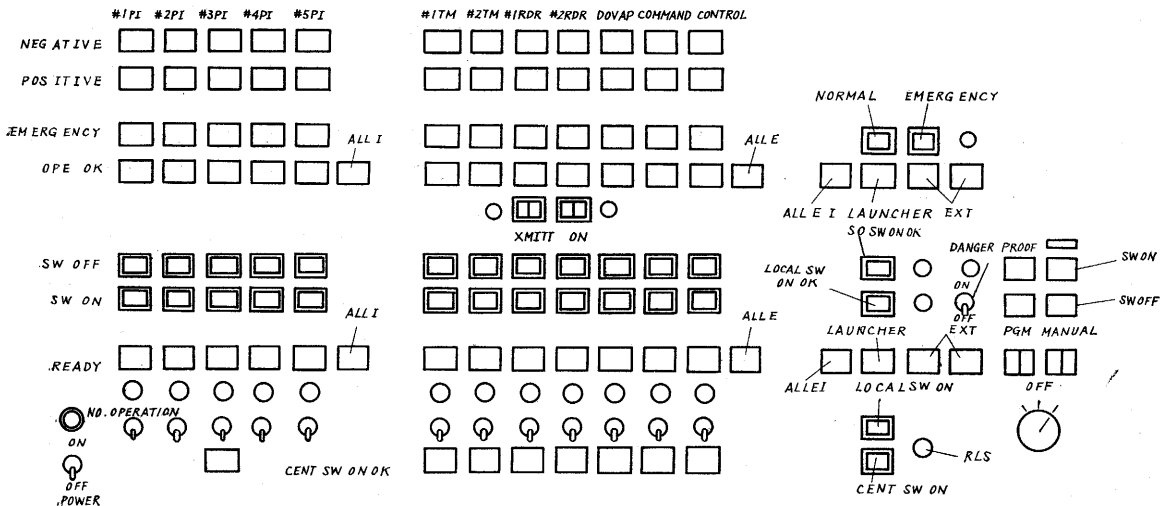 #1PI #2PI #3PI #4PI #5PI
#1TM #2TM #1RDR #2RDR DOVAP COMMAND CONTROL
NEGATIVE
POSITIVE
NORMAL EMERGENCY
EMERGENCY
ALL I
ALL E
OPE OK
ALLEI LAUNCHER EXT
XMITT ON
SO SW ON OK
DANGER PROOF
SW OFF
LOCAL SW
ON OK
SW ON
ON
SW ON
OFF
SW OFF
ALL I
ALL E
LAUNCHER EXT PGM MANUAL
READY
ALLEI LOCAL SW ON OFF
NO. OPERATION
ON
CENT SW ON OK
RLS
OFF
POWER
CENT SW ON